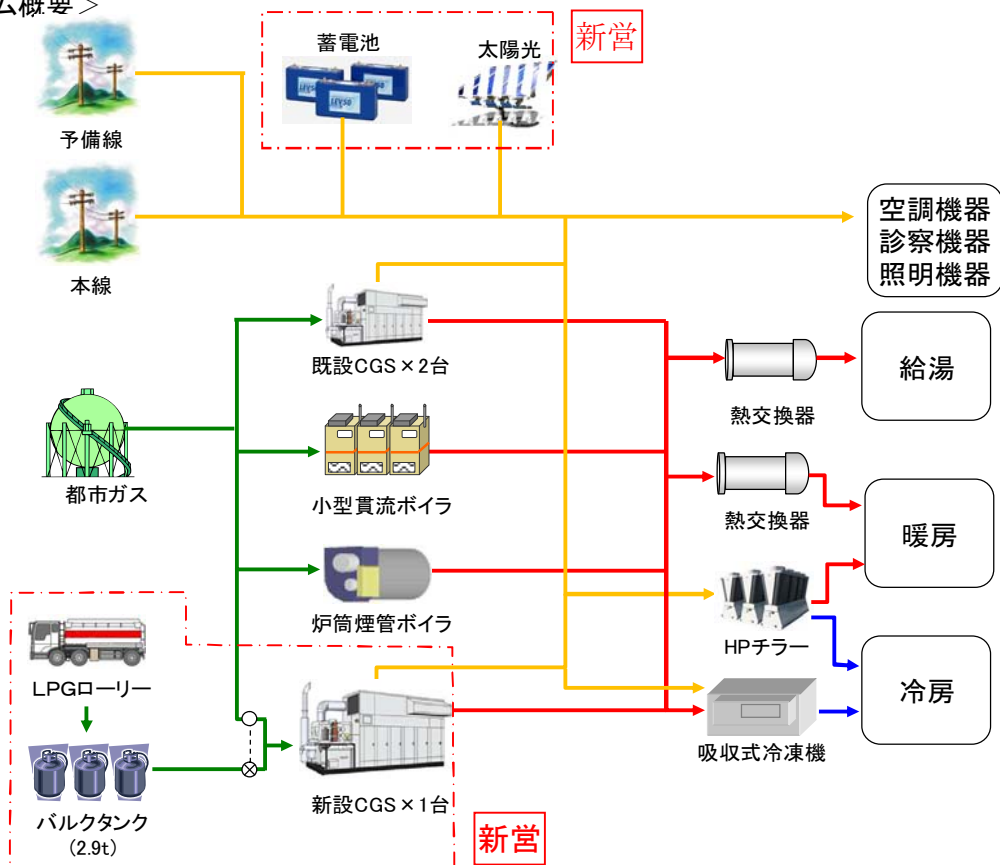 ム概要＞
蓄電池
太陽光
新営
LEV50
LEV50
LEV50
予備線
本線
空調機器
診察機器
照明機器
既設CGS×2台
給湯
熱交換器
都市ガス
小型貫流ボイラ
熱交換器
暖房
炉筒煙管ボイラ
HPチラー
LPGローリー
冷房
吸収式冷凍機
新設CGS×1台
バルクタンク
(2.9t)
新営